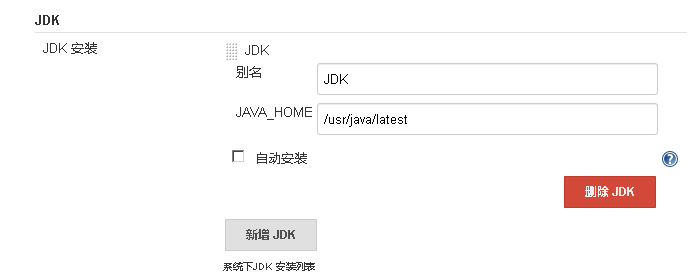 JDK
JDK 安装
JDK
别名
JDK
JAVA_HOME
/usr/java/latest
自动安装
?
删除 JDK
新增 JDK
系统下JDK 安装列表